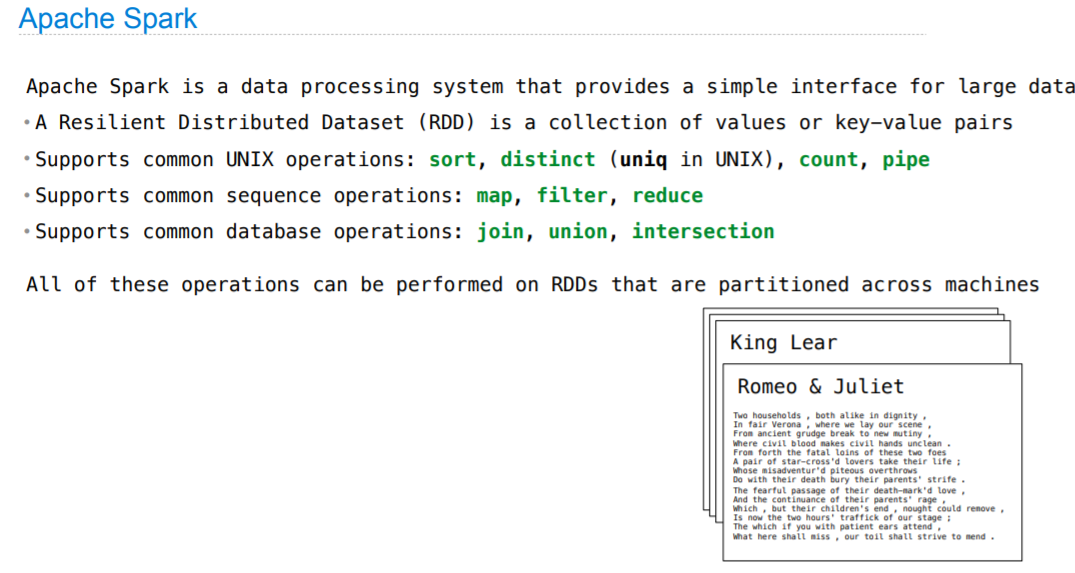 Apache Spark
Apache Spark is a data processing system that provides a simple interface for large data
• A Resilient Distributed Dataset (RDD) is a collection of values or key-value pairs
• Supports common UNIX operations: sort, distinct (uniq in UNIX), count, pipe
• Supports common sequence operations: map, filter, reduce
• Supports common database operations: join, union, intersection
All of these operations can be performed on RDDs that are partitioned across machines
King Lear
Romeo & Juliet
Two households , both alike in dignity ,
In fair Verona , where we lay our scene ,
From ancient grudge break to new mutiny ,
Where civil blood makes civil hands unclean .
From forth the fatal loins of these two foes
A pair of star-cross'd lovers take their life ;
Whose misadventur'd piteous overthrows
Do with their death bury their parents' strife .
The fearful passage of their death-mark'd love ,
And the continuance of their parents' rage ,
Which , but their children's end , nought could remove ,
Is now the two hours' traffick of our stage ;
The which if you with patient ears attend ,
What here shall miss , our toil shall strive to mend .